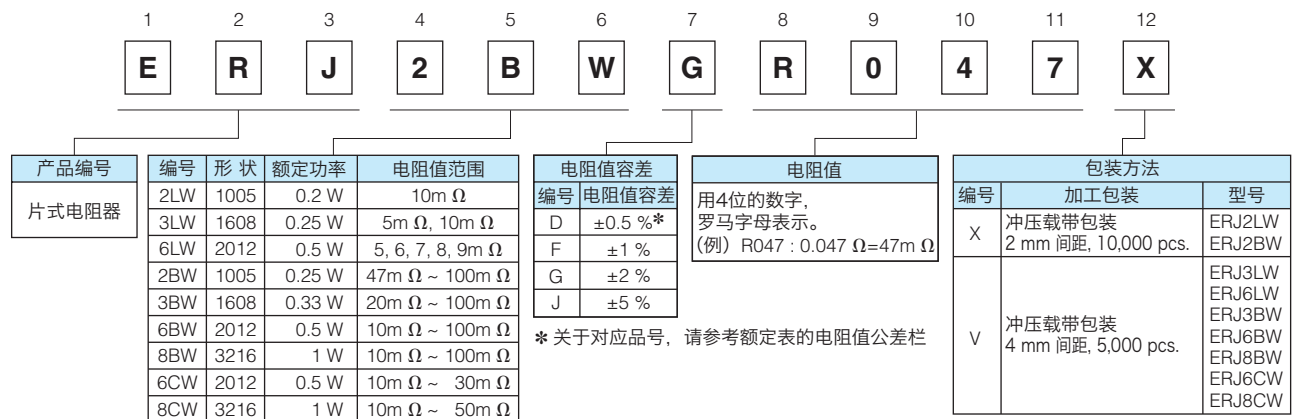 1 2 3 4 5 6 7 8 9 10 11 12
E R J 2 B W G R 0 4 7 X
产品编号
片式电阻器
编号 形 状 额定功率 电阻值范围
2LW 1005 0.2 W 10m Ω
3LW 1608 0.25 W 5m Ω, 10m Ω
6LW 2012 0.5 W 5, 6, 7, 8, 9m Ω
2BW 1005 0.25 W 47m Ω ~ 100m Ω
3BW 1608 0.33 W 20m Ω ~ 100m Ω
6BW 2012 0.5 W 10m Ω ~ 100m Ω
8BW 3216 1 W 10m Ω ~ 100m Ω
6CW 2012 0.5 W 10m Ω ~ 30m Ω
8CW 3216 1 W 10m Ω ~ 50m Ω
电阻值容差
编号 电阻值容差
D ±0.5 %*
F ±1 %
G ±2 %
J ±5 %
* 关于对应品号，请参考额定表的电阻值公差栏
电阻值
用4位的数字,
罗马字母表示。
(例) R047 : 0.047 Ω=47m Ω
包装方法
编号 加工包装 型号
X 冲压载带包装
2 mm 间距, 10,000 pcs.
ERJ2LW
ERJ2BW
V 冲压载带包装
4 mm 间距, 5,000 pcs.
ERJ3LW
ERJ6LW
ERJ3BW
ERJ6BW
ERJ8BW
ERJ6CW
ERJ8CW